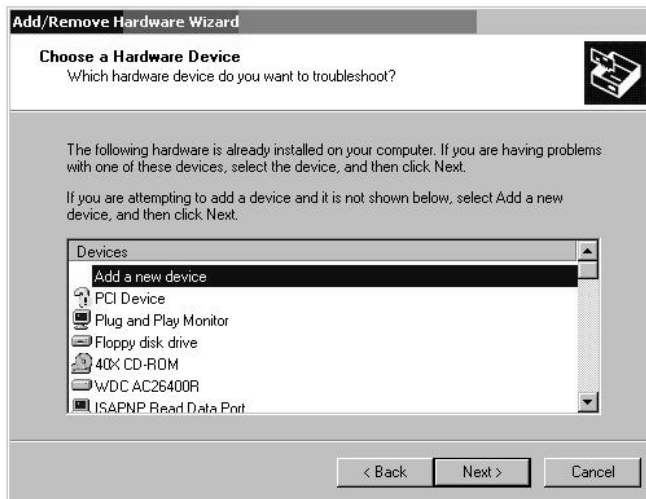 Add/Remove Hardware Wizard
Choose a Hardware Device
Which hardware device do you want to troubleshoot?
The following hardware is already installed on your computer. If you are having problems
with one of these devices, select the device, and then click Next.
If you are attempting to add a device and it is not shown below, select Add a new
device, and then click Next.
Devices
Add a new device
PCI Device
Plug and Play Monitor
Floppy disk drive
40X CD-ROM
WDC AC26400R
ISAPNP Read Data Port
< Back Next > Cancel